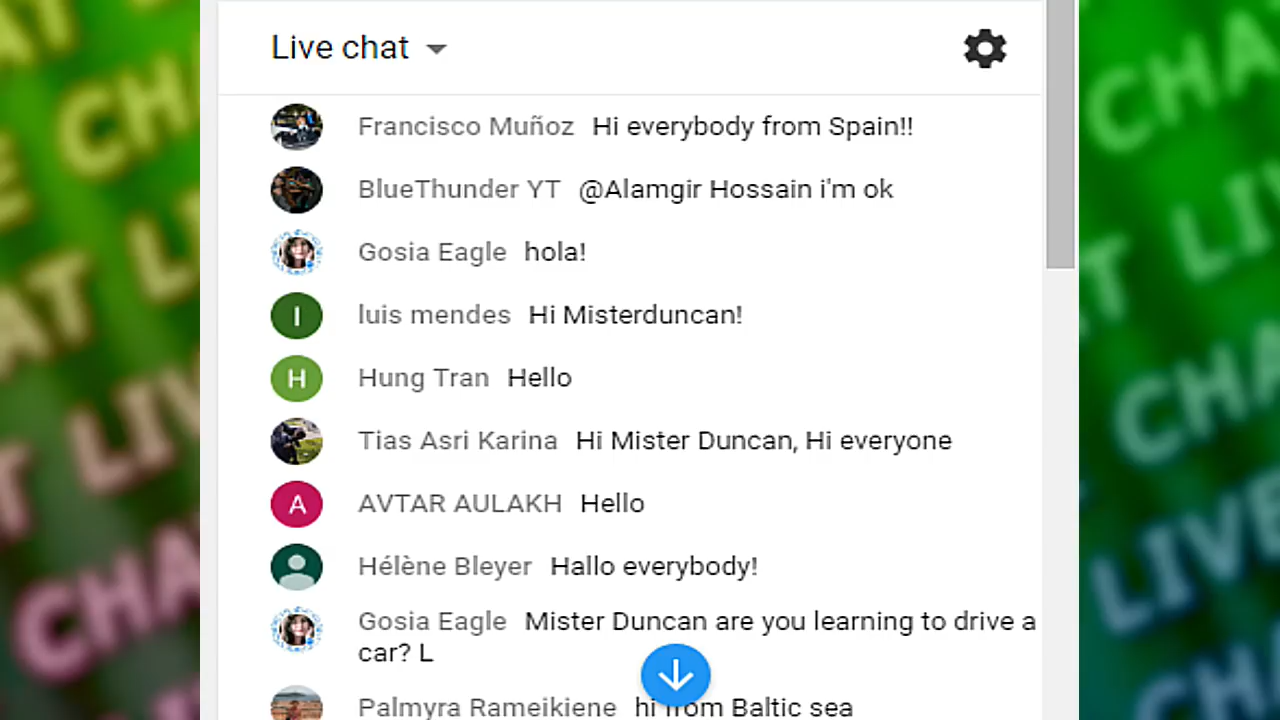 Live chat
Francisco Muñoz Hi everybody from Spain!!
BlueThunder YT @Alamgir Hossain i'm ok
Gosia Eagle hola!
I luis mendes Hi Misterduncan!
H Hung Tran Hello
Tias Asri Karina Hi Mister Duncan, Hi everyone
A AVTAR AULAKH Hello
Hélène Bleyer Hallo everybody!
Gosia Eagle Mister Duncan are you learning to drive a
car? L
Palmyra Rameikiene hi from Baltic sea